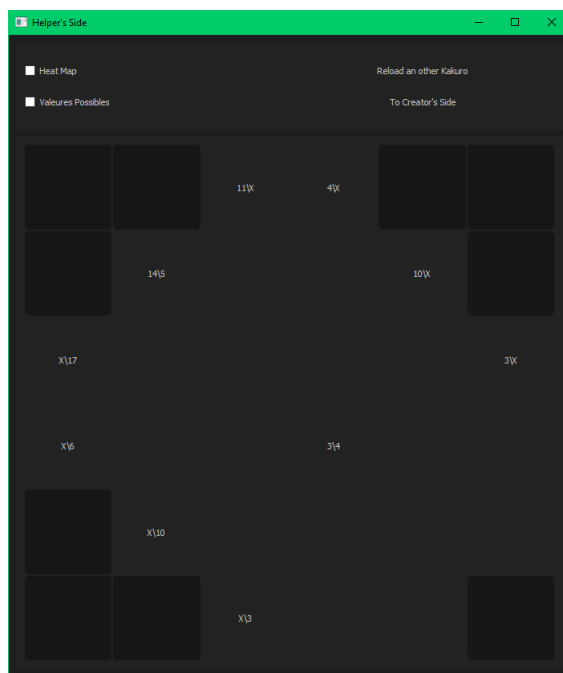 Helper's Side
Heat Map
Reload an other Kakuro
Valeures Possibles
To Creator's Side
11\X 4\X
14\5 10\X
X\17 3\X
X\6 3\4
X\10
X\3